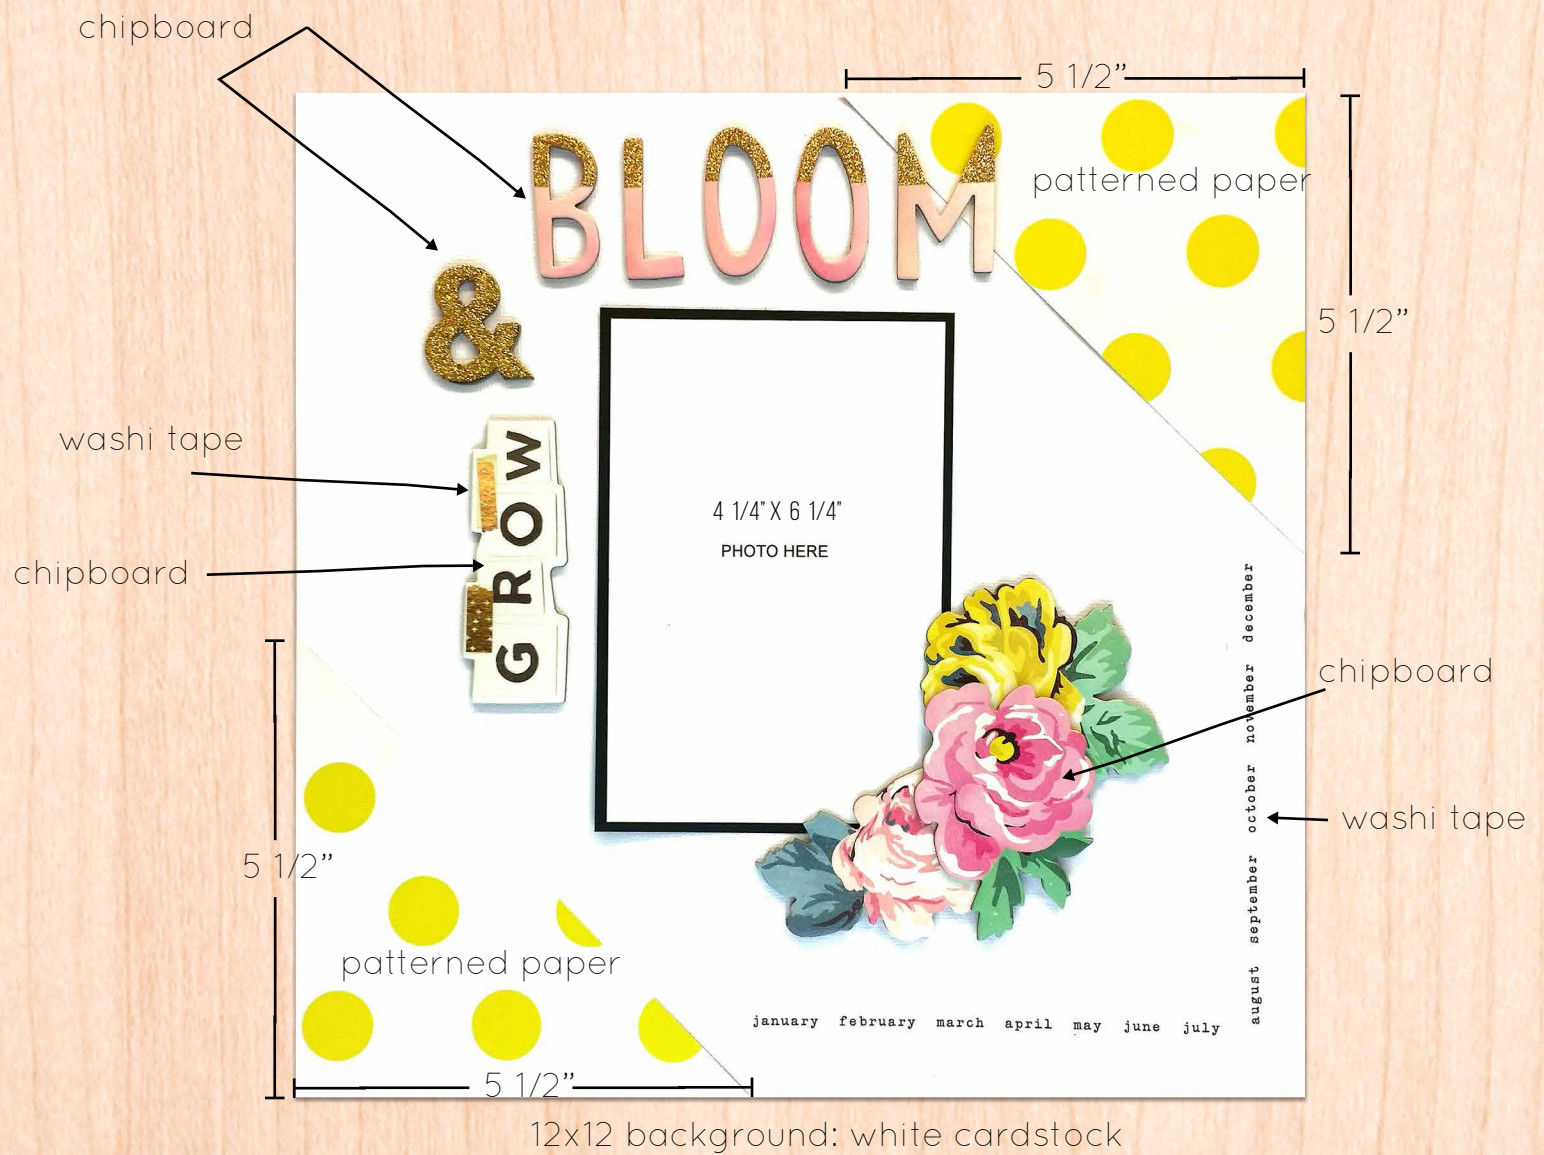 chipboard
5 1/2”
BLOOM
patterned paper
&
5 1/2”
washi tape
GROW
4 1/4" X 6 1/4"
PHOTO HERE
chipboard
chipboard
washi tape
5 1/2”
patterned paper
january february march april may june july
august september october november december
5 1/2”
12x12 background: white cardstock